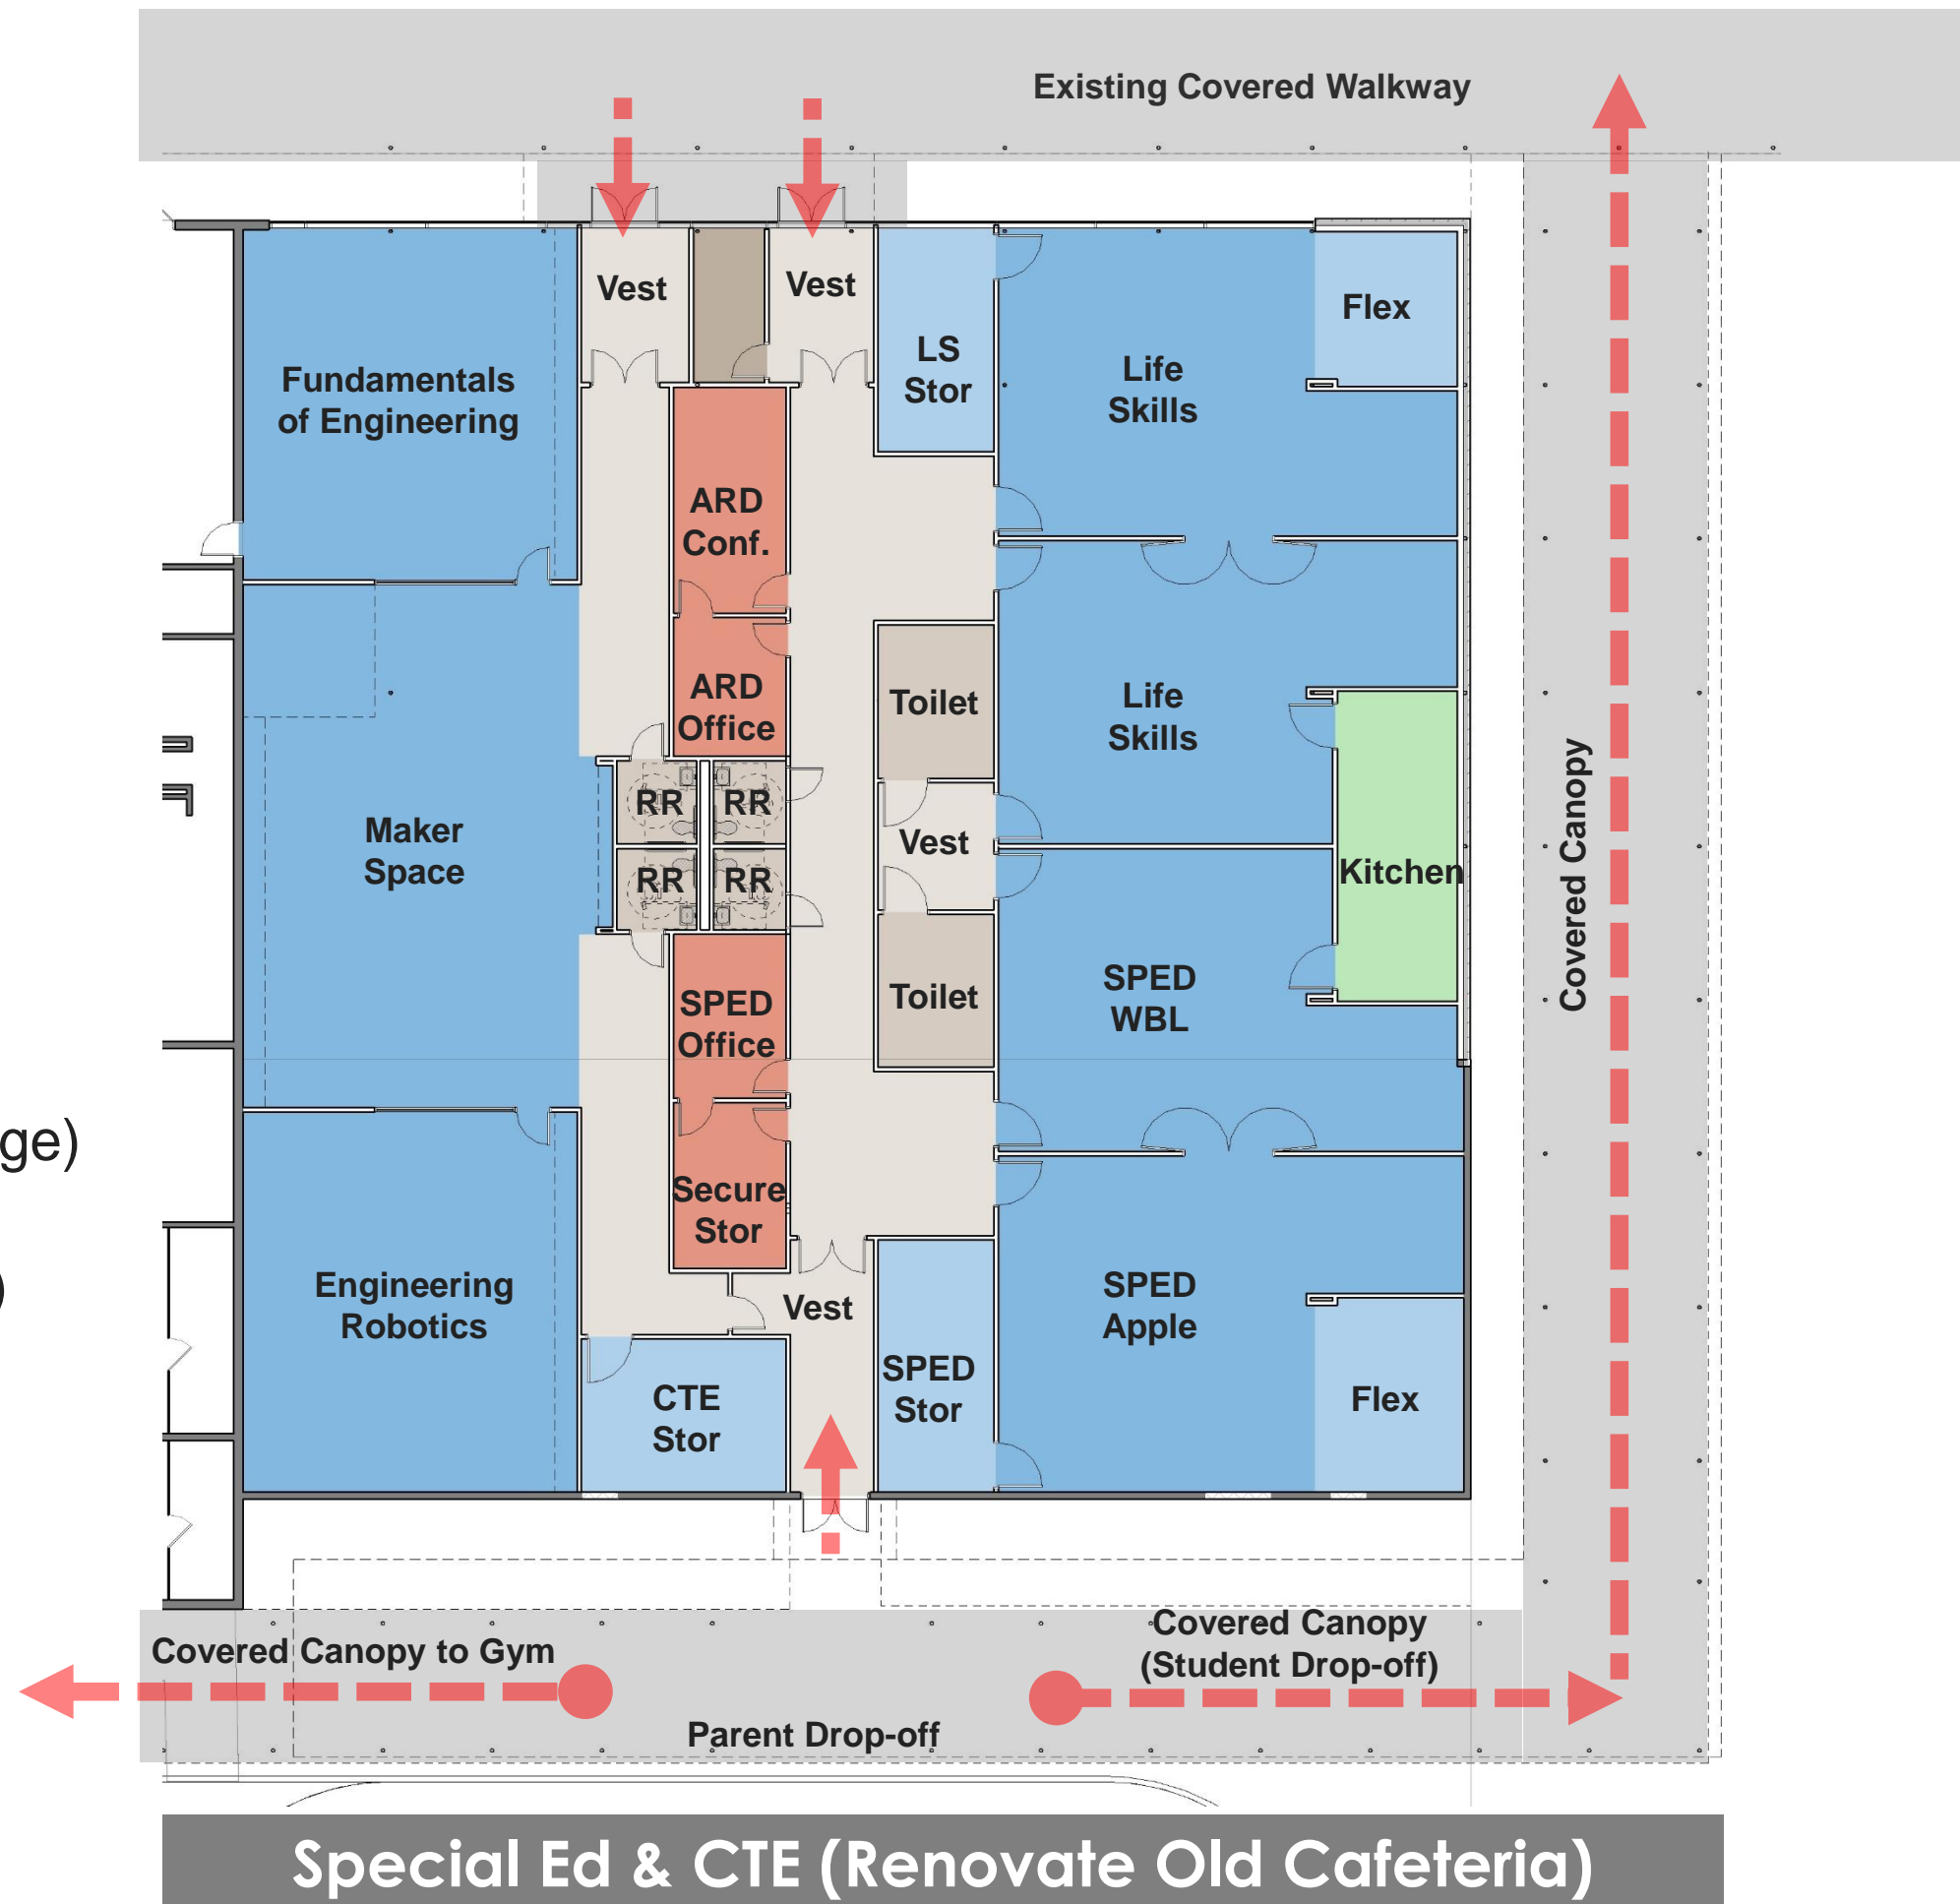 Existing Covered Walkway
Vest
Vest
Flex
LS
Stor
Life
Skills
Fundamentals
of Engineering
ARD
Conf.
ARD
Office
Toilet
Life
Skills
RR
RR
Maker
Space
Vest
Kitchen
RR
RR
Covered Canopy
SPED
Office
Toilet
SPED
WBL
ge)
Secure
Stor
)
Engineering
Robotics
Vest
SPED
Apple
CTE
Stor
SPED
Stor
Flex
Covered Canopy to Gym
Covered Canopy
(Student Drop-off)
Parent Drop-off
Special Ed & CTE (Renovate Old Cafeteria)